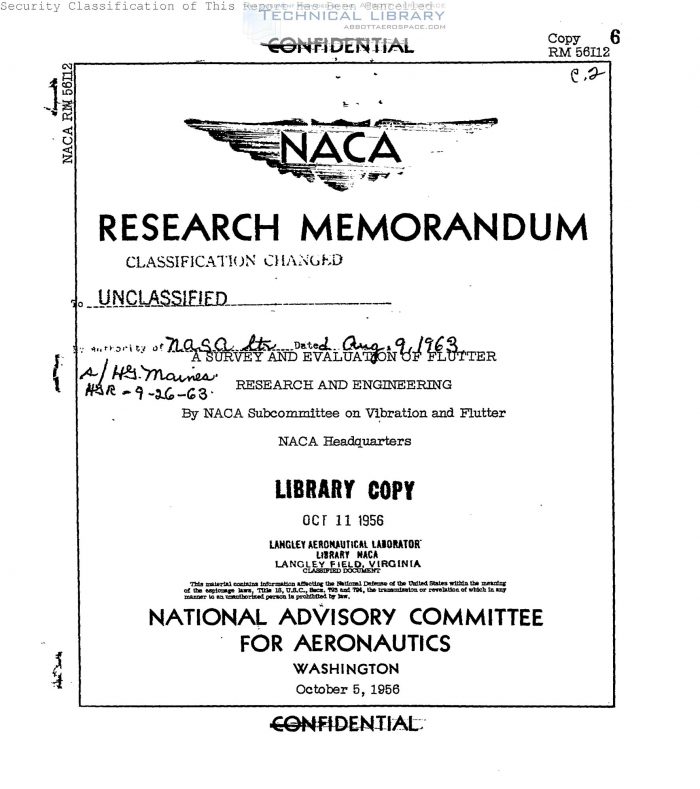 Security Classification of This Report Has Been Cancelled
TECHNICAL LIBRARY
ABBOTTAEROSPACE.COM
CONFIDENTIAL
Copy 6
RM 56I12
C.2
NACA RM 56I12
NACA
RESEARCH MEMORANDUM
CLASSIFICATION CHANGED
To UNCLASSIFIED
By authority of NASA ltr. Dated Aug. 9, 1963
A SURVEY AND EVALUATION OF FLUTTER
s/ H.G. Maines
RESEARCH AND ENGINEERING
HSR - 9-26-63.
By NACA Subcommittee on Vibration and Flutter
NACA Headquarters
LIBRARY COPY
OCT 11 1956
LANGLEY AERONAUTICAL LABORATOR
LIBRARY NACA
LANGLEY FIELD, VIRGINIA
CLASSIFIED DOCUMENT
This material contains information affecting the National Defense of the United States within the meaning
of the espionage laws, Title 18, U.S.C., Secs. 793 and 794, the transmission or revelation of which in any
manner to an unauthorized person is prohibited by law.
NATIONAL ADVISORY COMMITTEE
FOR AERONAUTICS
WASHINGTON
October 5, 1956
CONFIDENTIAL